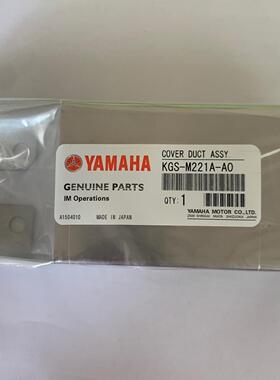 YAMAHA
COVER DUCT ASSY
KGS-M221A-A0
GENUINE PARTS
IM Operations
QTY: 1
A1504010 MADE IN JAPAN
YAMAHA MOTOR CO.,LTD.